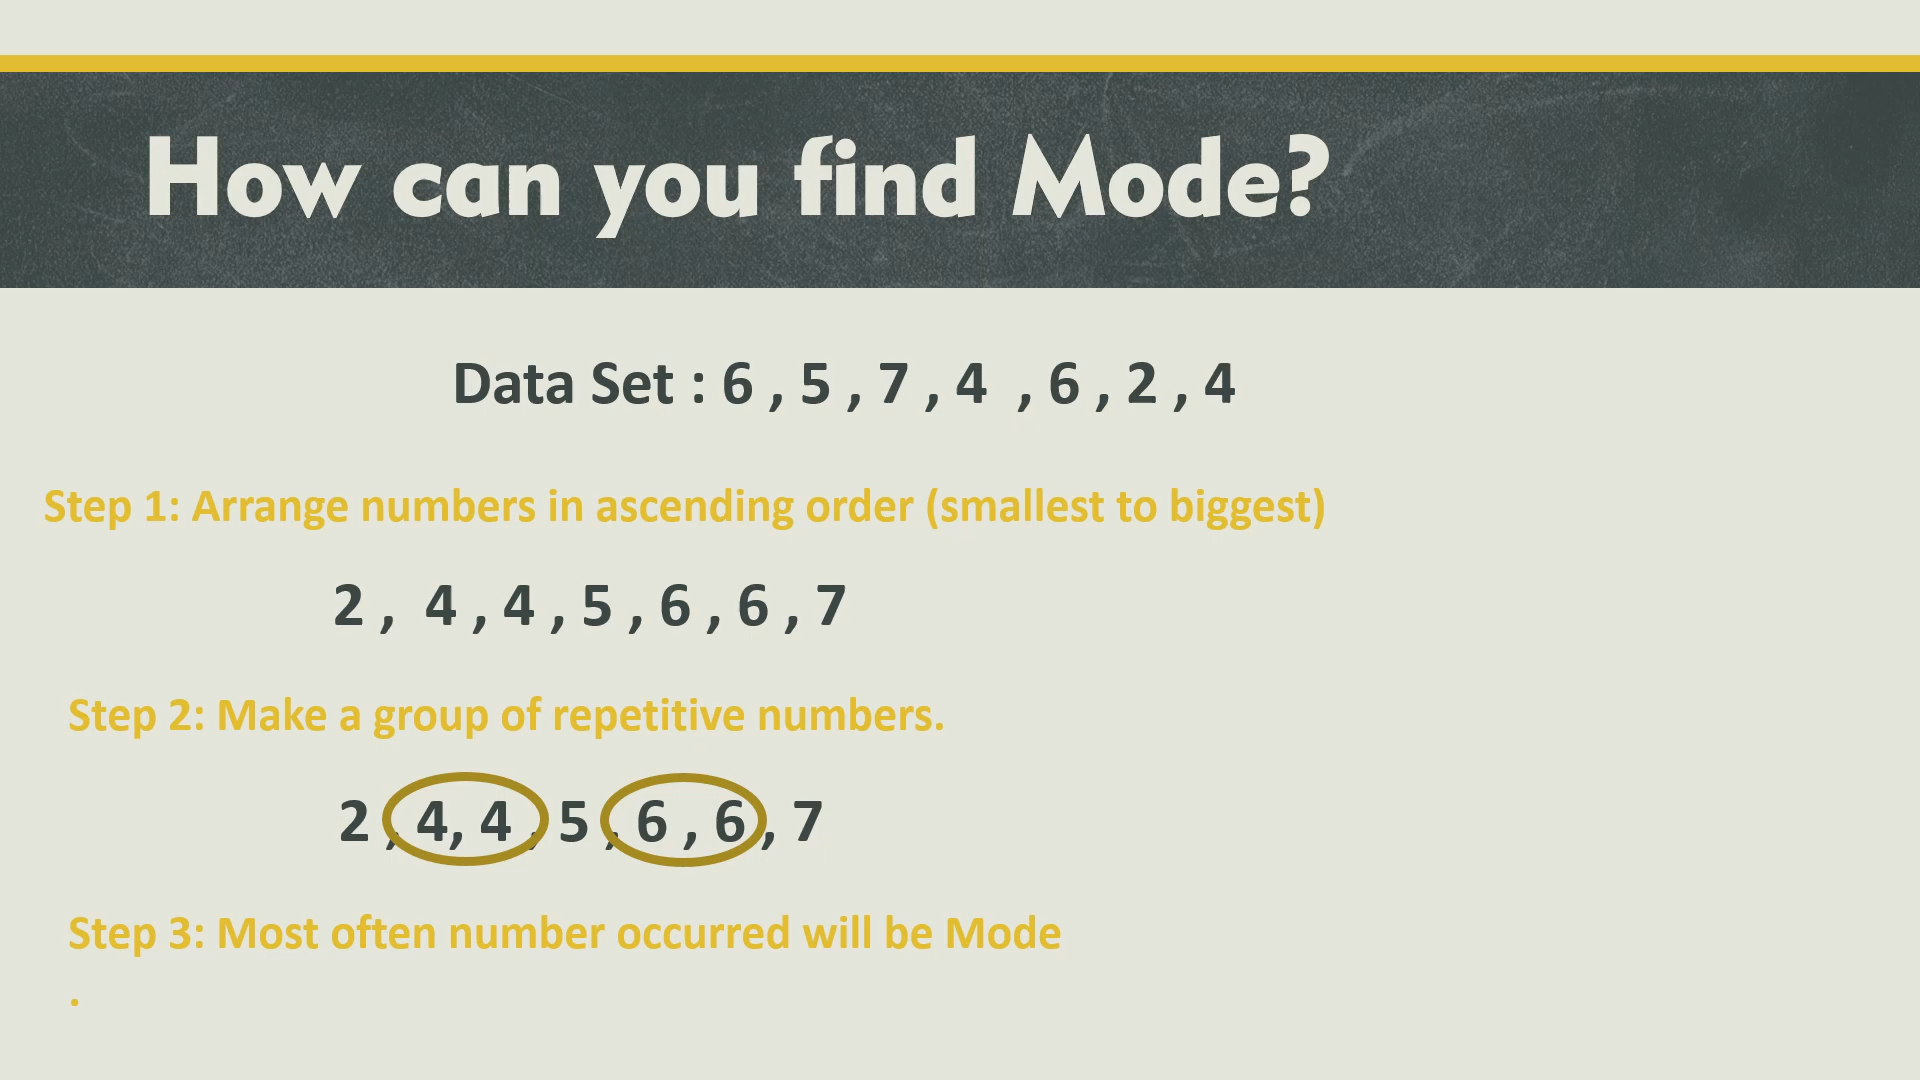 How can you find Mode?
Data Set : 6 , 5 , 7 , 4 , 6 , 2 , 4
Step 1: Arrange numbers in ascending order (smallest to biggest)
2 , 4 , 4 , 5 , 6 , 6 , 7
Step 2: Make a group of repetitive numbers.
2 , 4, 4 , 5 , 6 , 6 , 7
Step 3: Most often number occurred will be Mode
.